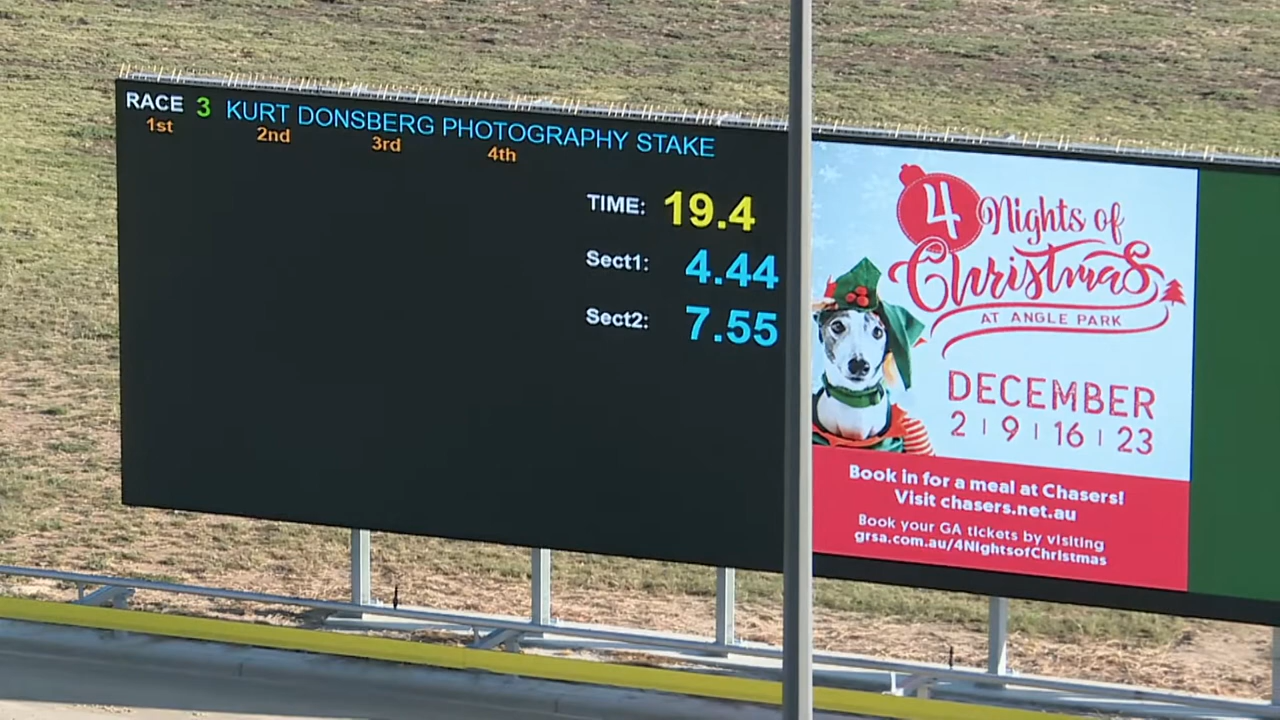 RACE 3 KURT DONSBERG PHOTOGRAPHY STAKE
1st 2nd 3rd 4th
TIME: 19.4
Sect1: 4.44
Sect2: 7.55
4 Nights of
Christmas
AT ANGLE PARK
DECEMBER
2 | 9 | 16 | 23
Book in for a meal at Chasers!
Visit chasers.net.au
Book your GA tickets by visiting
grsa.com.au/4NightsofChristmas